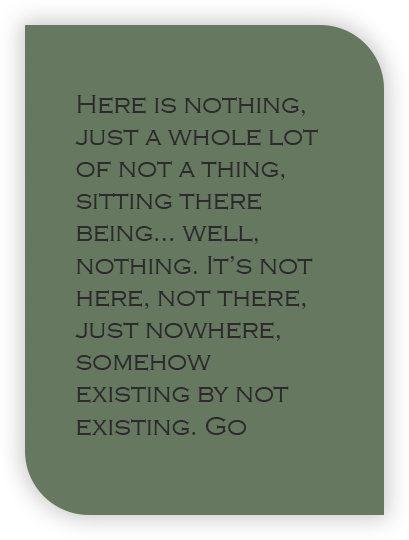 Here is nothing,
just a whole lot
of not a thing,
sitting there
being... well,
nothing. It’s not
here, not there,
just nowhere,
somehow
existing by not
existing. Go